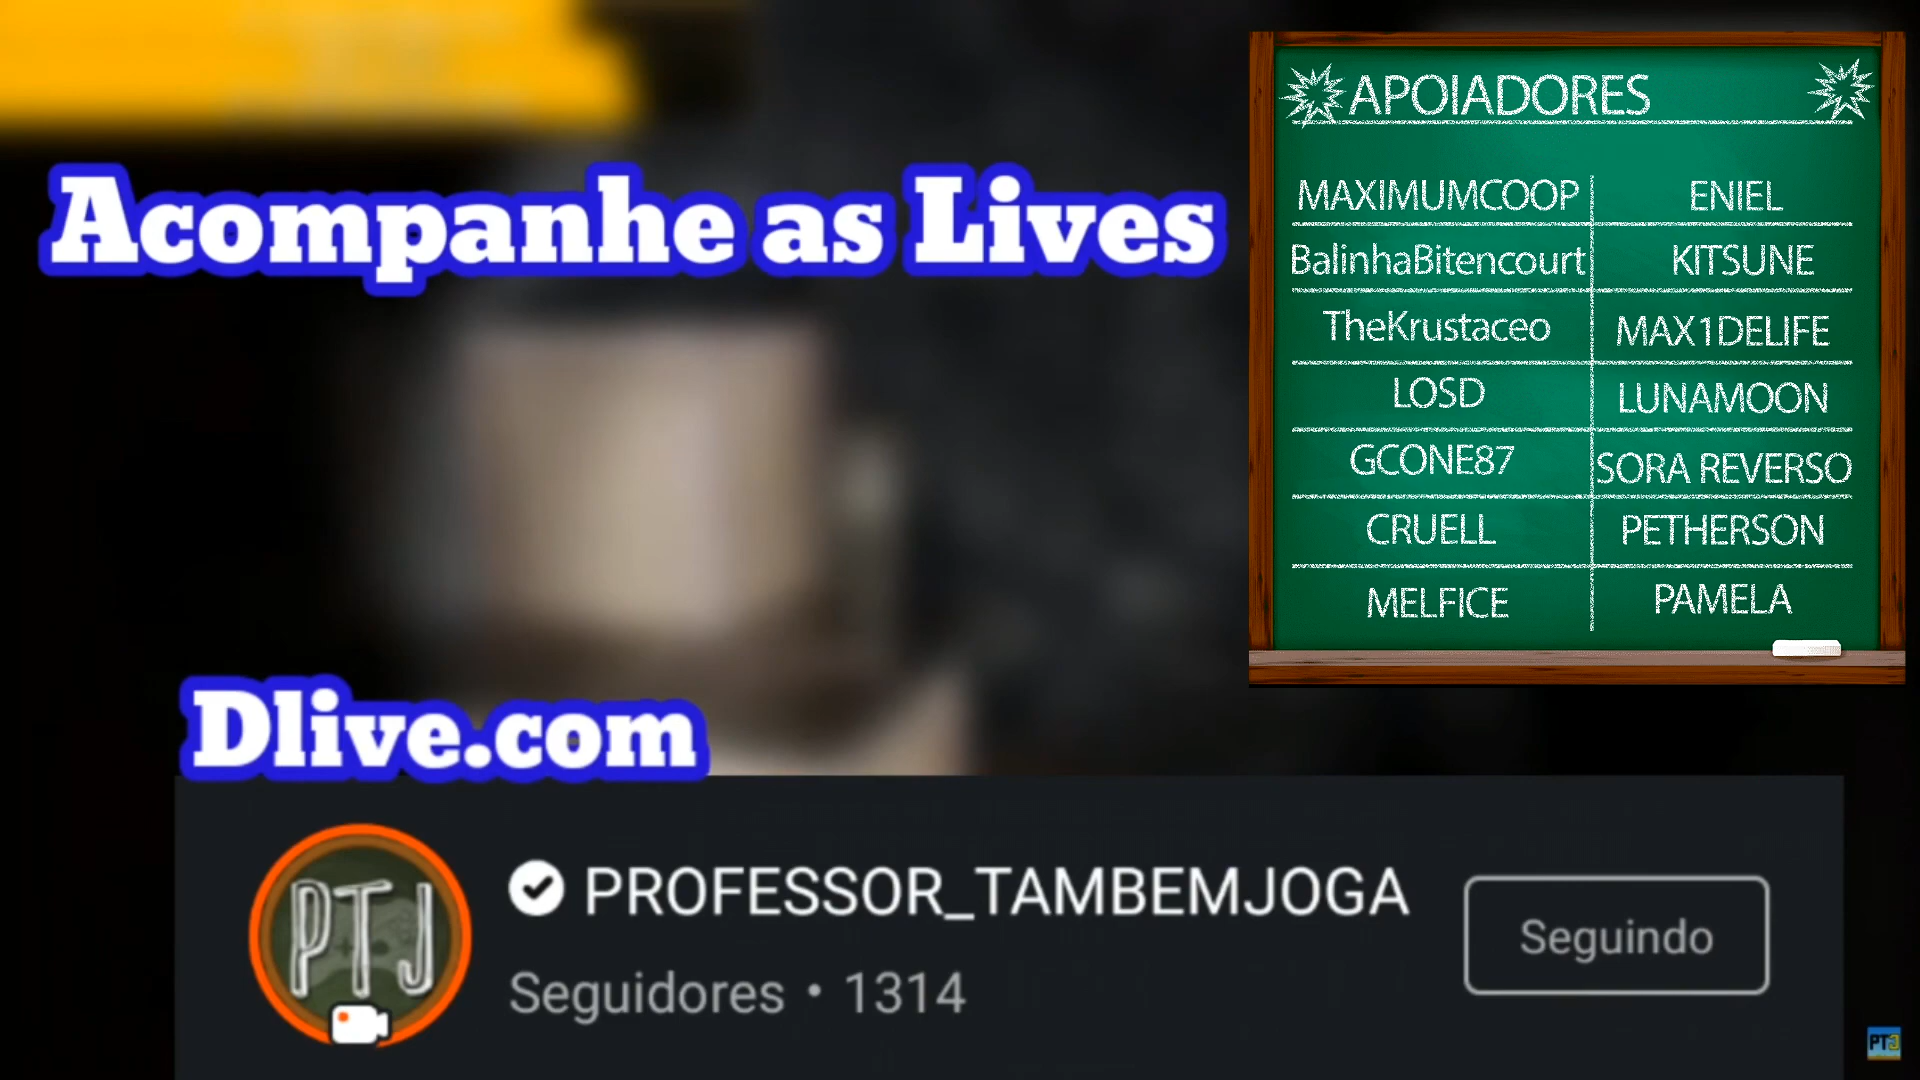 Acompanhe as Lives
APOIADORES
MAXIMUMCOOP ENIEL
BalinhaBitencourt KITSUNE
TheKrustaceo MAX1DELIFE
LOSD LUNAMOON
GCONE87 SORA REVERSO
CRUELL PETHERSON
MELFICE PAMELA
Dlive.com
PTJ
PROFESSOR_TAMBEMJOGA
Seguidores • 1314
Seguindo
PTJ